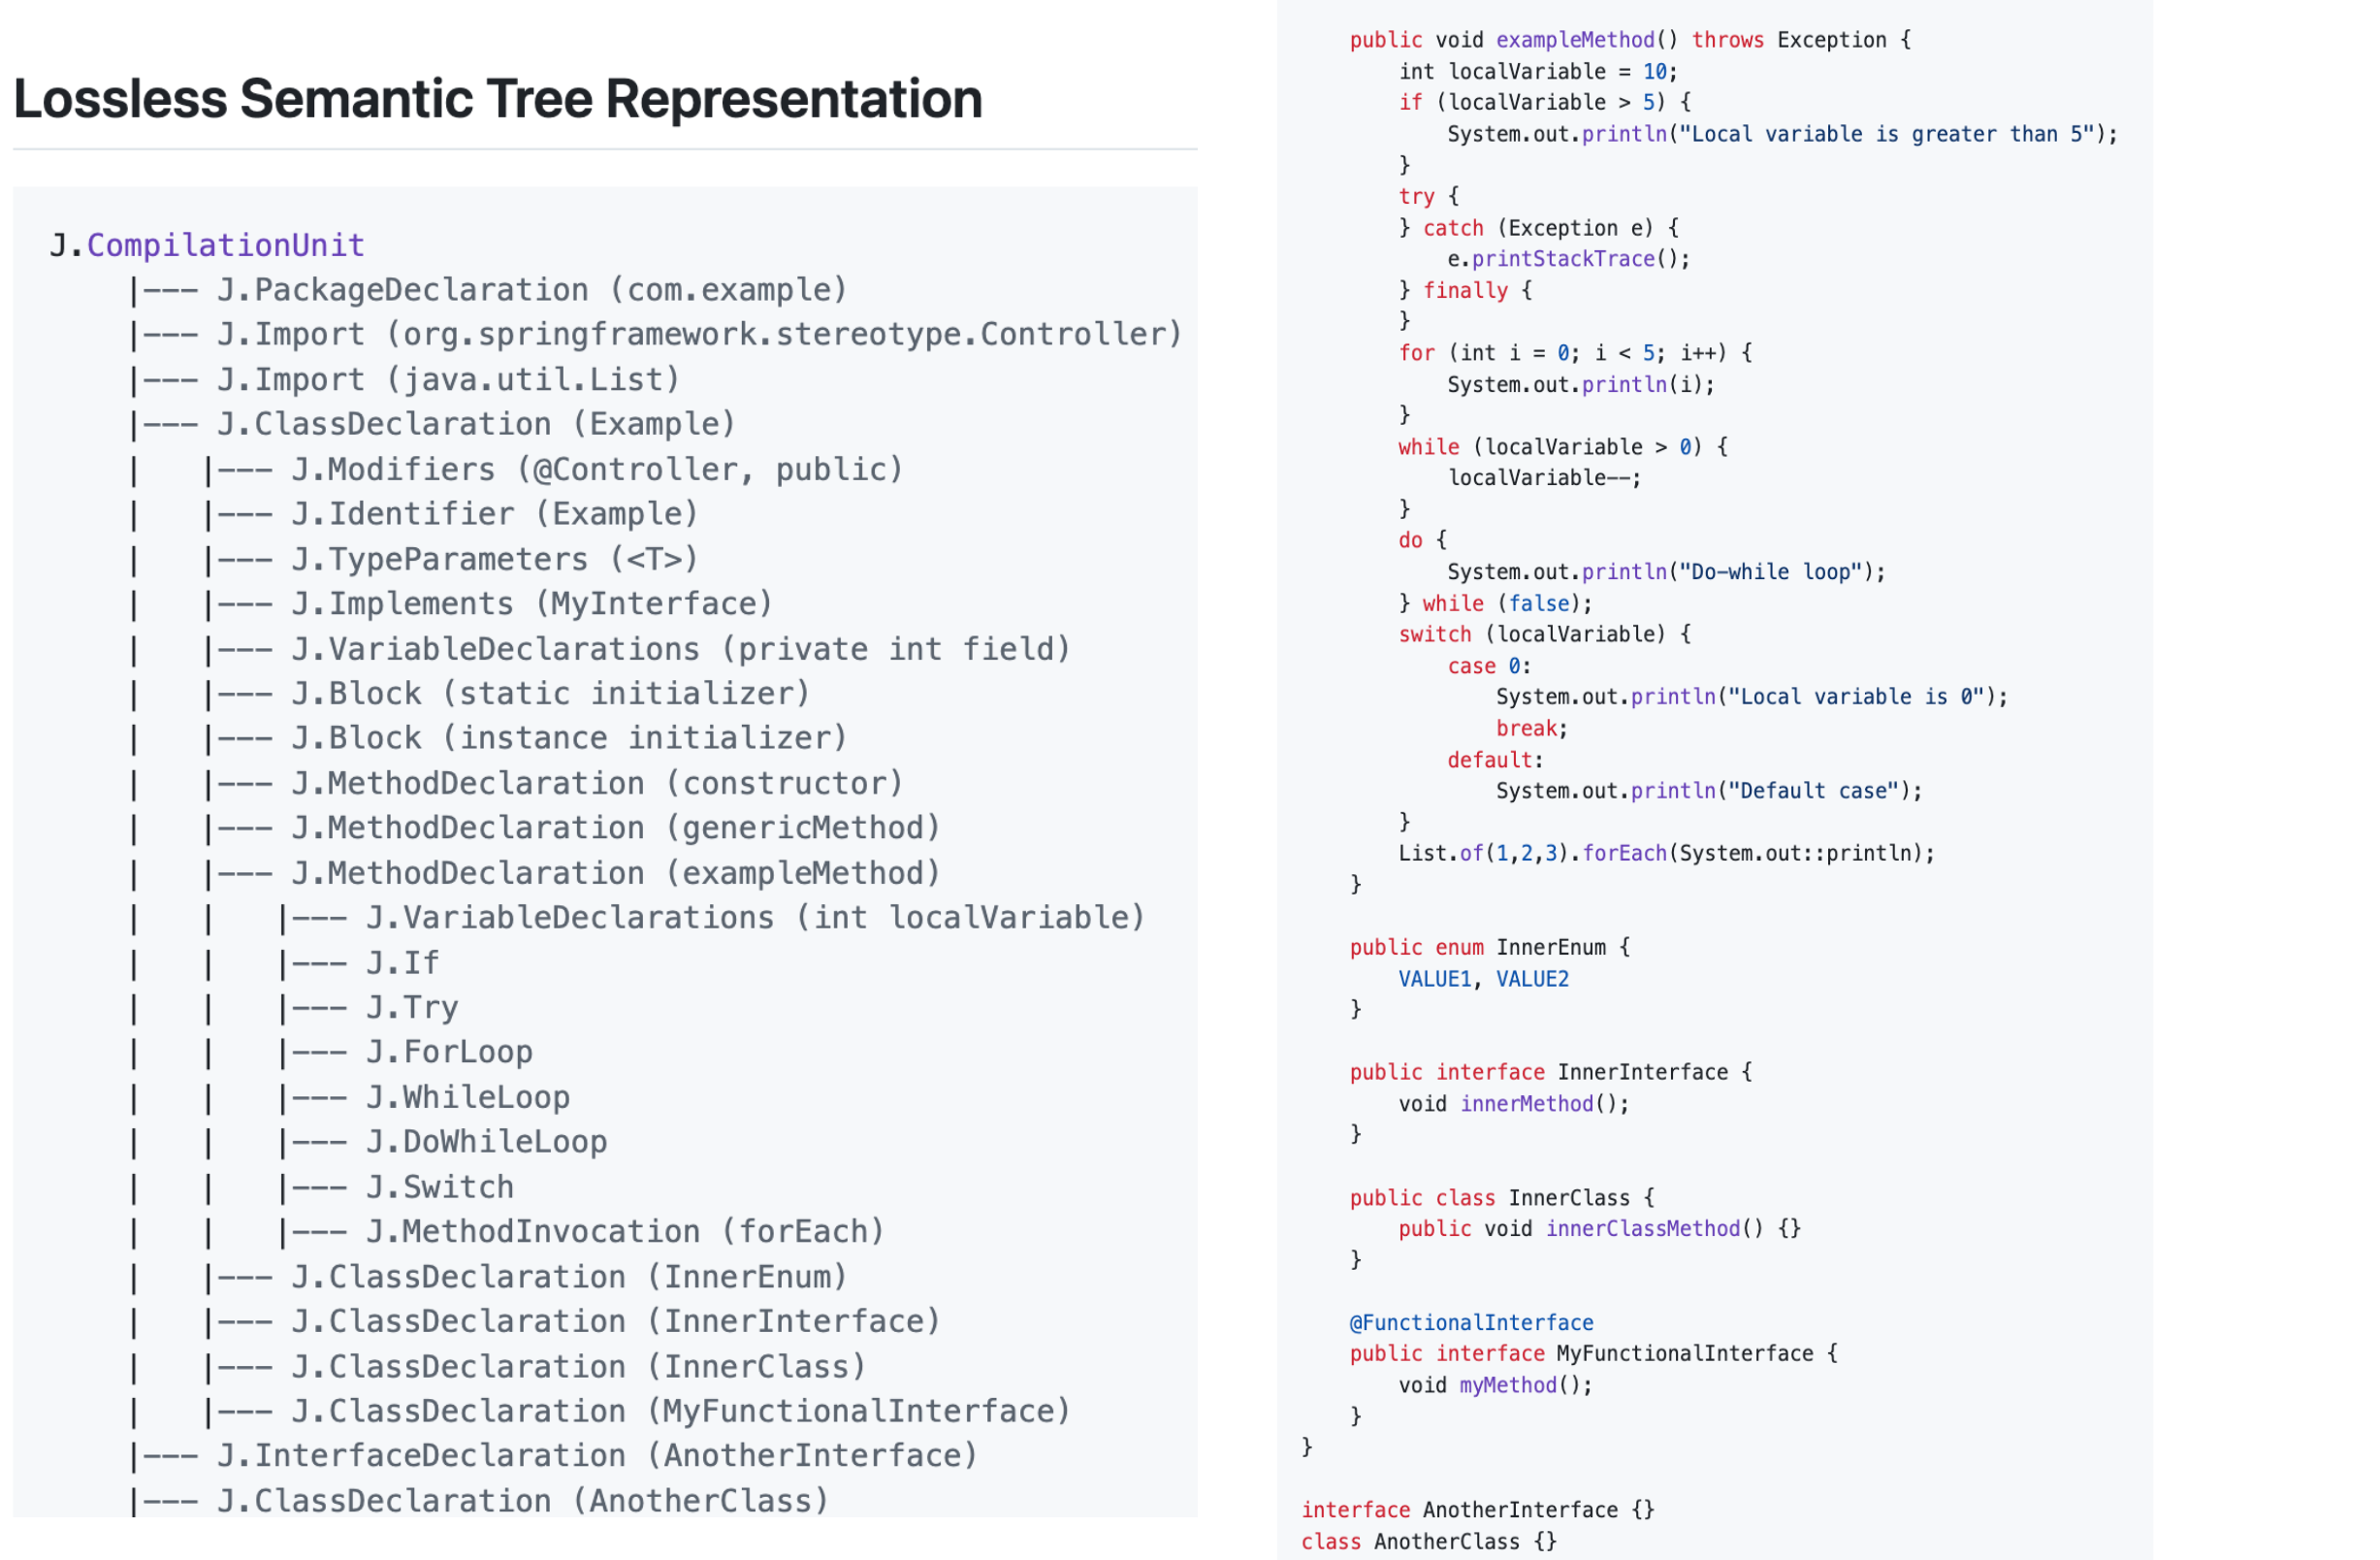 Lossless Semantic Tree Representation
J.CompilationUnit
|--- J.PackageDeclaration (com.example)
|--- J.Import (org.springframework.stereotype.Controller)
|--- J.Import (java.util.List)
|--- J.ClassDeclaration (Example)
|   |--- J.Modifiers (@Controller, public)
|   |--- J.Identifier (Example)
|   |--- J.TypeParameters (<T>)
|   |--- J.Implements (MyInterface)
|   |--- J.VariableDeclarations (private int field)
|   |--- J.Block (static initializer)
|   |--- J.Block (instance initializer)
|   |--- J.MethodDeclaration (constructor)
|   |--- J.MethodDeclaration (genericMethod)
|   |--- J.MethodDeclaration (exampleMethod)
|   |   |--- J.VariableDeclarations (int localVariable)
|   |   |--- J.If
|   |   |--- J.Try
|   |   |--- J.ForLoop
|   |   |--- J.WhileLoop
|   |   |--- J.DoWhileLoop
|   |   |--- J.Switch
|   |   |--- J.MethodInvocation (forEach)
|   |--- J.ClassDeclaration (InnerEnum)
|   |--- J.ClassDeclaration (InnerInterface)
|   |--- J.ClassDeclaration (InnerClass)
|   |--- J.ClassDeclaration (MyFunctionalInterface)
|--- J.InterfaceDeclaration (AnotherInterface)
|--- J.ClassDeclaration (AnotherClass)
    public void exampleMethod() throws Exception {
        int localVariable = 10;
        if (localVariable > 5) {
            System.out.println("Local variable is greater than 5");
        }
        try {
        } catch (Exception e) {
            e.printStackTrace();
        } finally {
        }
        for (int i = 0; i < 5; i++) {
            System.out.println(i);
        }
        while (localVariable > 0) {
            localVariable--;
        }
        do {
            System.out.println("Do-while loop");
        } while (false);
        switch (localVariable) {
            case 0:
                System.out.println("Local variable is 0");
                break;
            default:
                System.out.println("Default case");
        }
        List.of(1,2,3).forEach(System.out::println);
    }
    public enum InnerEnum {
        VALUE1, VALUE2
    }
    public interface InnerInterface {
        void innerMethod();
    }
    public class InnerClass {
        public void innerClassMethod() {}
    }
    @FunctionalInterface
    public interface MyFunctionalInterface {
        void myMethod();
    }
}
interface AnotherInterface {}
class AnotherClass {}